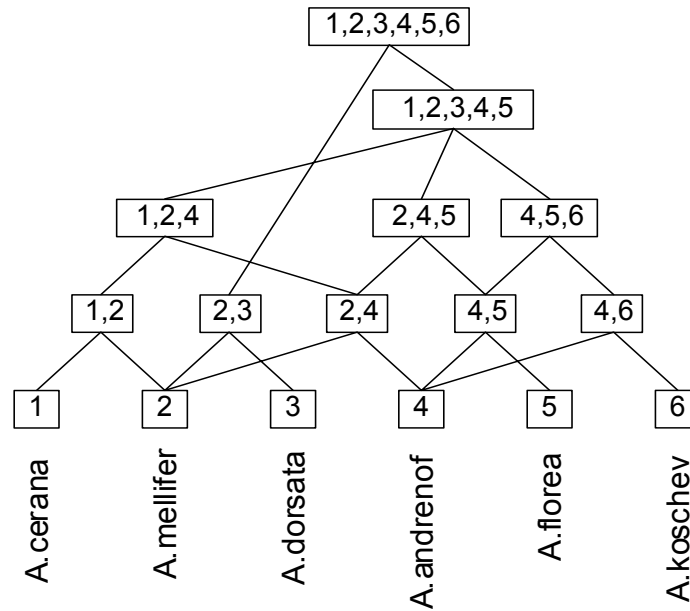 1,2,3,4,5,6
1,2,3,4,5
1,2,4
2,4,5
4,5,6
1,2
2,3
2,4
4,5
4,6
1
2
3
4
5
6
A.cerana
A.mellifer
A.dorsata
A.andrenof
A.florea
A.koschev